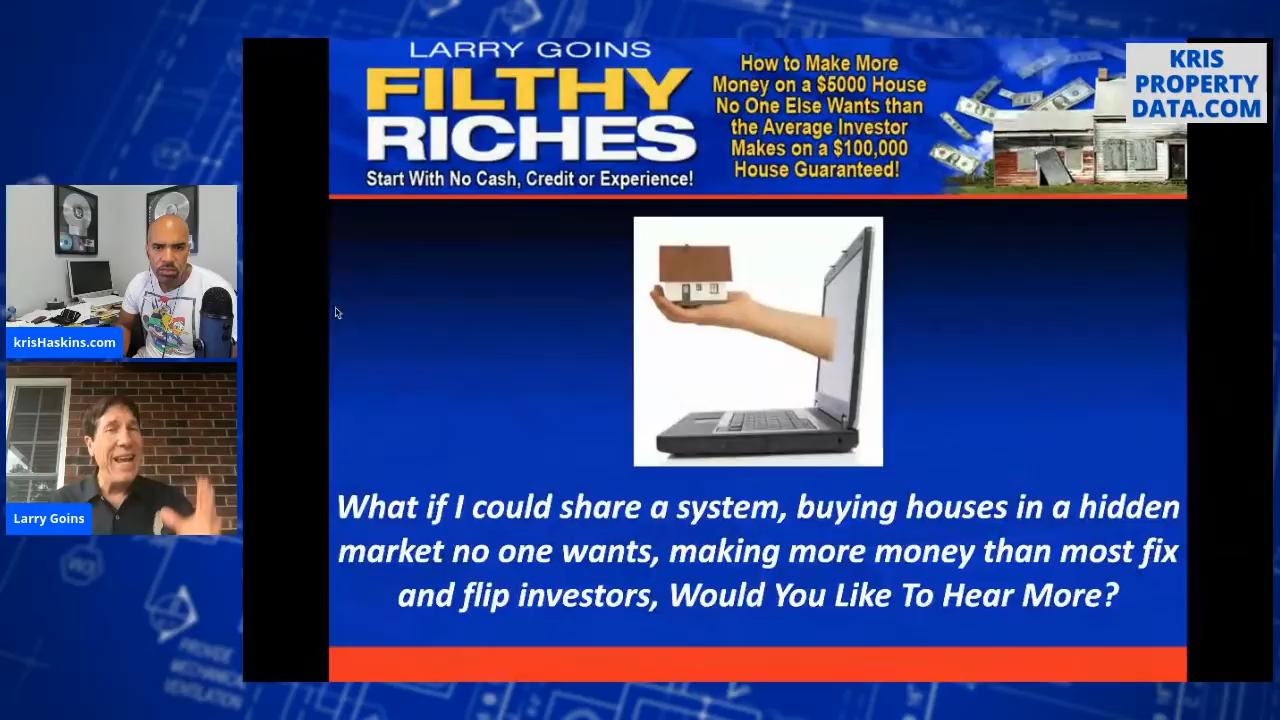 LARRY GOINS
FILTHY
RICHES
Start With No Cash, Credit or Experience!
How to Make More
Money on a $5000 House
No One Else Wants than
the Average Investor
Makes on a $100,000
House Guaranteed!
KRIS
PROPERTY
DATA.COM
krisHaskins.com
Larry Goins
What if I could share a system, buying houses in a hidden
market no one wants, making more money than most fix
and flip investors, Would You Like To Hear More?
PROVIDE
MECHANICAL
VENTILATION